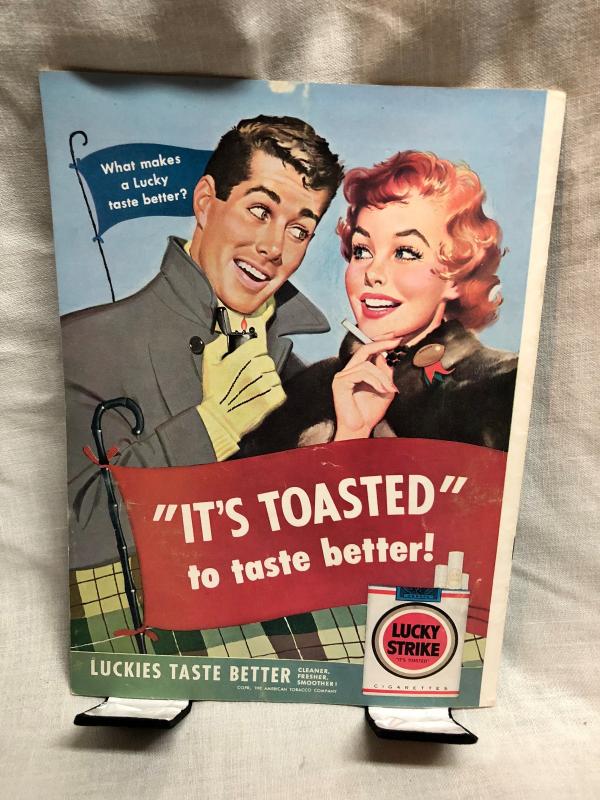 What makes
a Lucky
taste better?
"IT'S TOASTED"
to taste better!
LUCKY
STRIKE
"IT'S TOASTED"
CIGARETTES
LUCKIES TASTE BETTER
CLEANER,
FRESHER,
SMOOTHER!
COPR., THE AMERICAN TOBACCO COMPANY